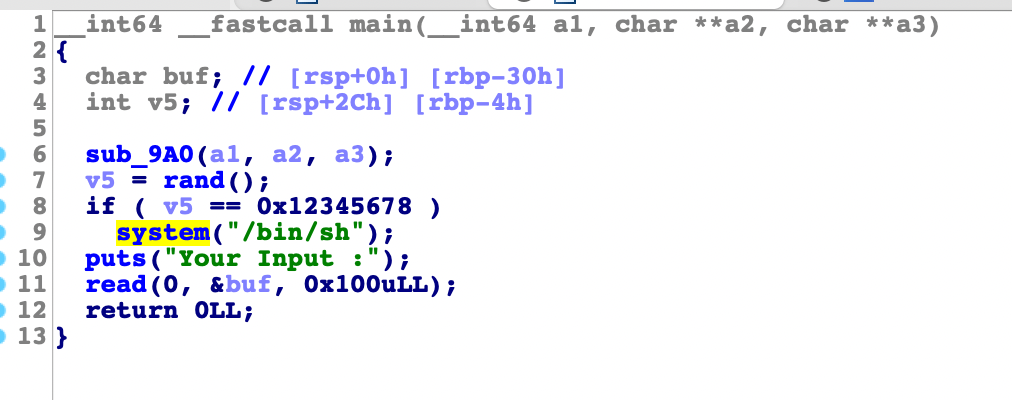 1 __int64 __fastcall main(__int64 a1, char **a2, char **a3)
2 {
3 char buf; // [rsp+0h] [rbp-30h]
4 int v5; // [rsp+2Ch] [rbp-4h]
5
6 sub_9A0(a1, a2, a3);
7 v5 = rand();
8 if ( v5 == 0x12345678 )
9 system("/bin/sh");
10 puts("Your Input :");
11 read(0, &buf, 0x100uLL);
12 return 0LL;
13 }